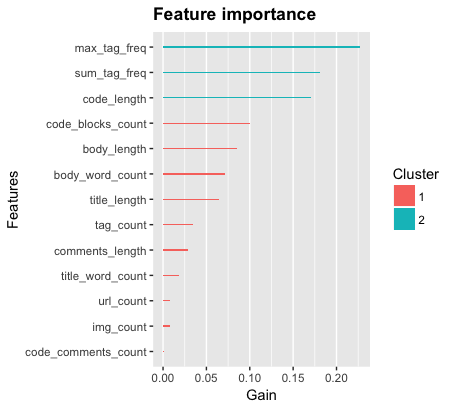 Feature importance
max_tag_freq
sum_tag_freq
code_length
code_blocks_count
body_length
body_word_count
title_length
tag_count
comments_length
title_word_count
url_count
img_count
code_comments_count
Features
0.00 0.05 0.10 0.15 0.20
Gain
Cluster
1
2